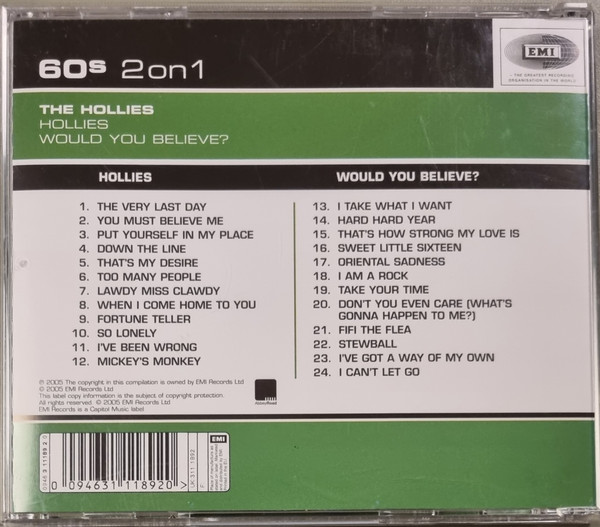 60s 2on1
EMI
THE GREATEST RECORDING
ORGANISATION IN THE WORLD
THE HOLLIES
HOLLIES
WOULD YOU BELIEVE?
HOLLIES
1. THE VERY LAST DAY
2. YOU MUST BELIEVE ME
3. PUT YOURSELF IN MY PLACE
4. DOWN THE LINE
5. THAT'S MY DESIRE
6. TOO MANY PEOPLE
7. LAWDY MISS CLAWDY
8. WHEN I COME HOME TO YOU
9. FORTUNE TELLER
10. SO LONELY
11. I'VE BEEN WRONG
12. MICKEY'S MONKEY
WOULD YOU BELIEVE?
13. I TAKE WHAT I WANT
14. HARD HARD YEAR
15. THAT'S HOW STRONG MY LOVE IS
16. SWEET LITTLE SIXTEEN
17. ORIENTAL SADNESS
18. I AM A ROCK
19. TAKE YOUR TIME
20. DON'T YOU EVEN CARE (WHAT'S
GONNA HAPPEN TO ME?)
21. FIFI THE FLEA
22. STEWBALL
23. I'VE GOT A WAY OF MY OWN
24. I CAN'T LET GO
℗ 2005 The copyright in this compilation is owned by EMI Records Ltd
© 2005 EMI Records Ltd
This label copy information is the subject of copyright protection.
All rights reserved. © 2005 EMI Records Ltd
EMI Records is a Capitol Music label
0946 3 11189 2 0
0 094631 118920 >
EMI
UK:311 1892